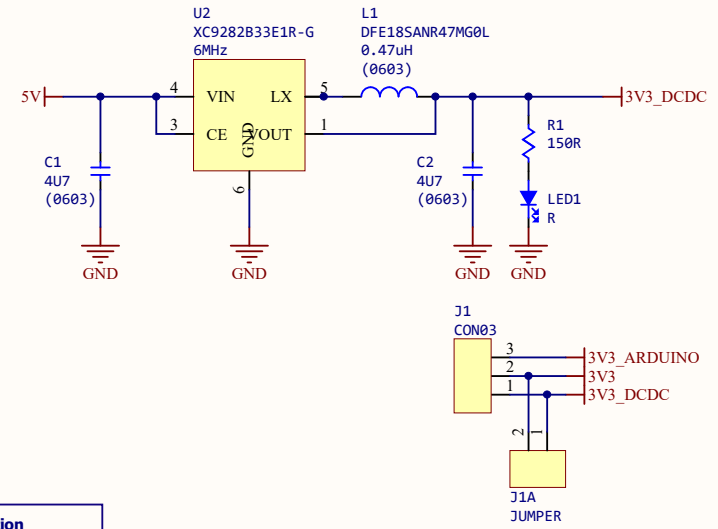 U2
XC9282B33E1R-G
6MHz
L1
DFE18SANR47MG0L
0.47uH
(0603)
5V
4
VIN
LX
5
3V3_DCDC
3
CE
VOUT
1
GND
6
C1
4U7
(0603)
C2
4U7
(0603)
R1
150R
LED1
R
GND
GND
GND
GND
J1
CON03
3
3V3_ARDUINO
2
3V3
1
3V3_DCDC
2
1
J1A
JUMPER
ion